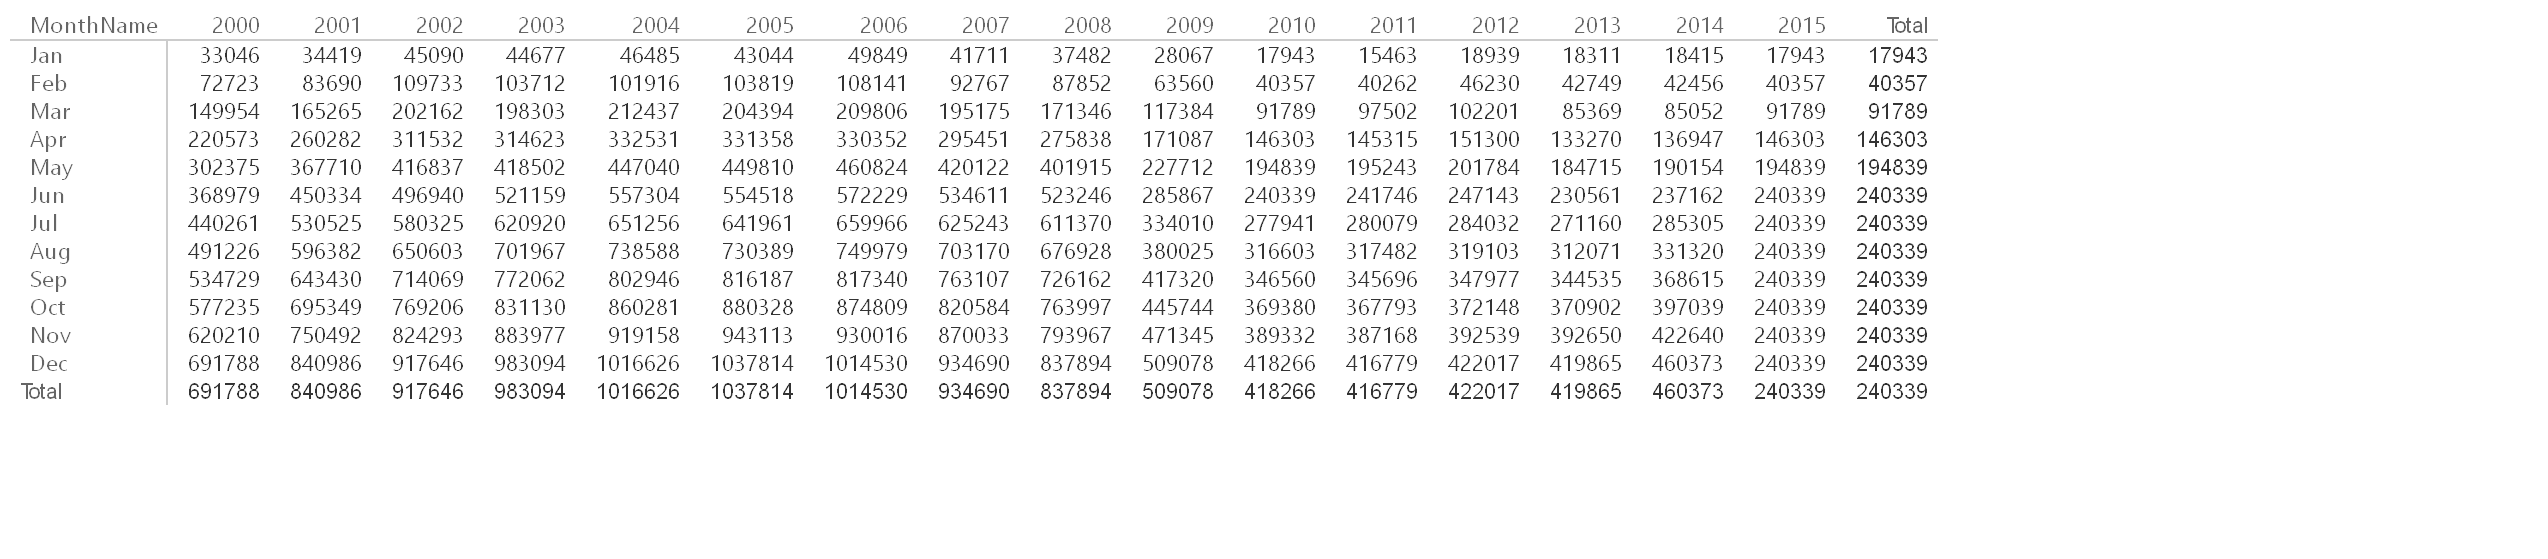 MonthName 2000 2001 2002 2003 2004 2005 2006 2007 2008 2009 2010 2011 2012 2013 2014 2015 Total
Jan 33046 34419 45090 44677 46485 43044 49849 41711 37482 28067 17943 15463 18939 18311 18415 17943 17943
Feb 72723 83690 109733 103712 101916 103819 108141 92767 87852 63560 40357 40262 46230 42749 42456 40357 40357
Mar 149954 165265 202162 198303 212437 204394 209806 195175 171346 117384 91789 97502 102201 85369 85052 91789 91789
Apr 220573 260282 311532 314623 332531 331358 330352 295451 275838 171087 146303 145315 151300 133270 136947 146303 146303
May 302375 367710 416837 418502 447040 449810 460824 420122 401915 227712 194839 195243 201784 184715 190154 194839 194839
Jun 368979 450334 496940 521159 557304 554518 572229 534611 523246 285867 240339 241746 247143 230561 237162 240339 240339
Jul 440261 530525 580325 620920 651256 641961 659966 625243 611370 334010 277941 280079 284032 271160 285305 240339 240339
Aug 491226 596382 650603 701967 738588 730389 749979 703170 676928 380025 316603 317482 319103 312071 331320 240339 240339
Sep 534729 643430 714069 772062 802946 816187 817340 763107 726162 417320 346560 345696 347977 344535 368615 240339 240339
Oct 577235 695349 769206 831130 860281 880328 874809 820584 763997 445744 369380 367793 372148 370902 397039 240339 240339
Nov 620210 750492 824293 883977 919158 943113 930016 870033 793967 471345 389332 387168 392539 392650 422640 240339 240339
Dec 691788 840986 917646 983094 1016626 1037814 1014530 934690 837894 509078 418266 416779 422017 419865 460373 240339 240339
Total 691788 840986 917646 983094 1016626 1037814 1014530 934690 837894 509078 418266 416779 422017 419865 460373 240339 240339